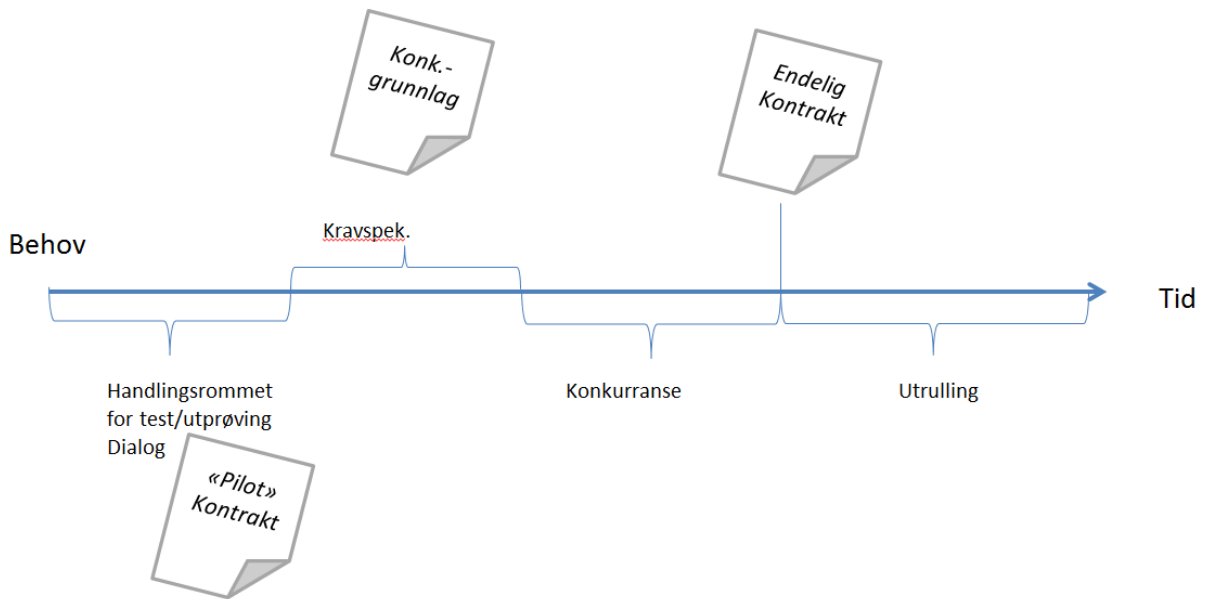 Konk.-
grunnlag
Endelig
Kontrakt
Kravspek.
Behov
Tid
Handlingsrommet
for test/utprøving
Dialog
Konkurranse
Utrulling
«Pilot»
Kontrakt